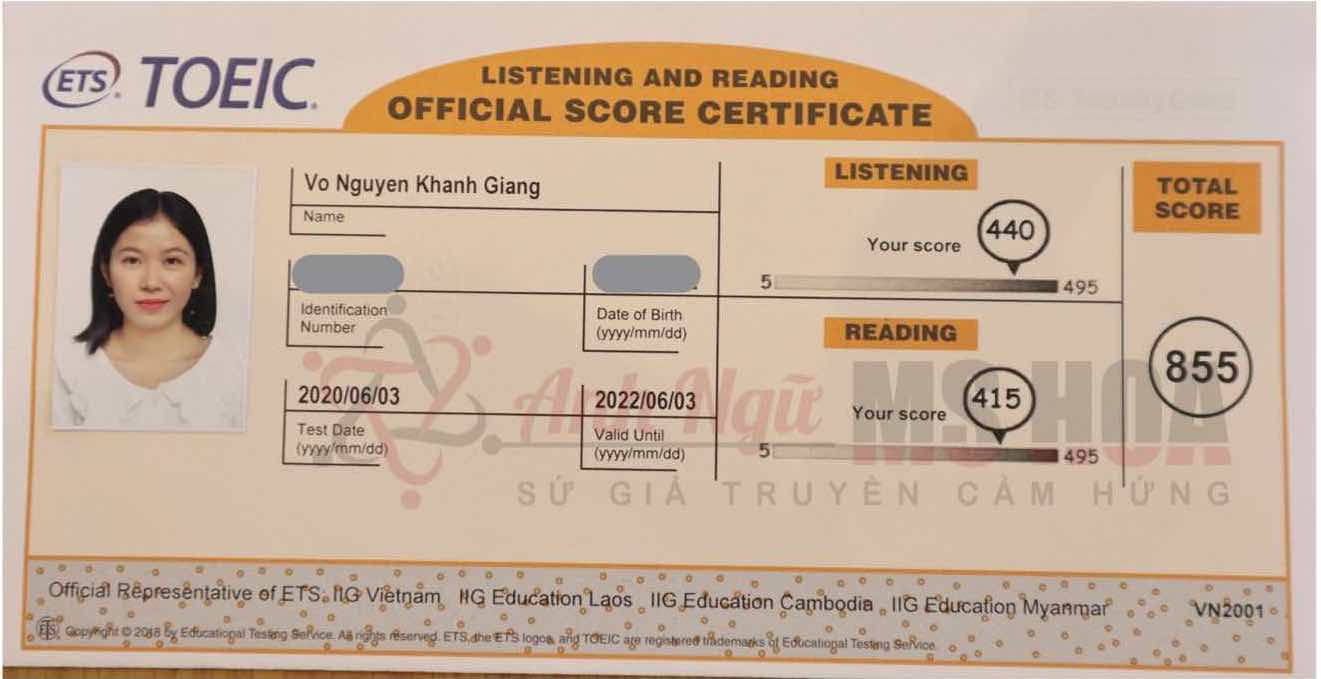 ETS® TOEIC®
LISTENING AND READING
OFFICIAL SCORE CERTIFICATE
Vo Nguyen Khanh Giang
Name
Identification
Number
Date of Birth
(yyyy/mm/dd)
2020/06/03
Test Date
(yyyy/mm/dd)
2022/06/03
Valid Until
(yyyy/mm/dd)
LISTENING
Your score
440
5
495
READING
Your score
415
5
495
TOTAL
SCORE
855
Anh Ngữ MS HOA
SỨ GIẢ TRUYỀN CẢM HỨNG
Official Representative of ETS: IIG Vietnam IIG Education Laos IIG Education Cambodia IIG Education Myanmar
VN2001
ETS Copyright © 2018 by Educational Testing Service. All rights reserved. ETS, the ETS logos, and TOEIC are registered trademarks of Educational Testing Service.